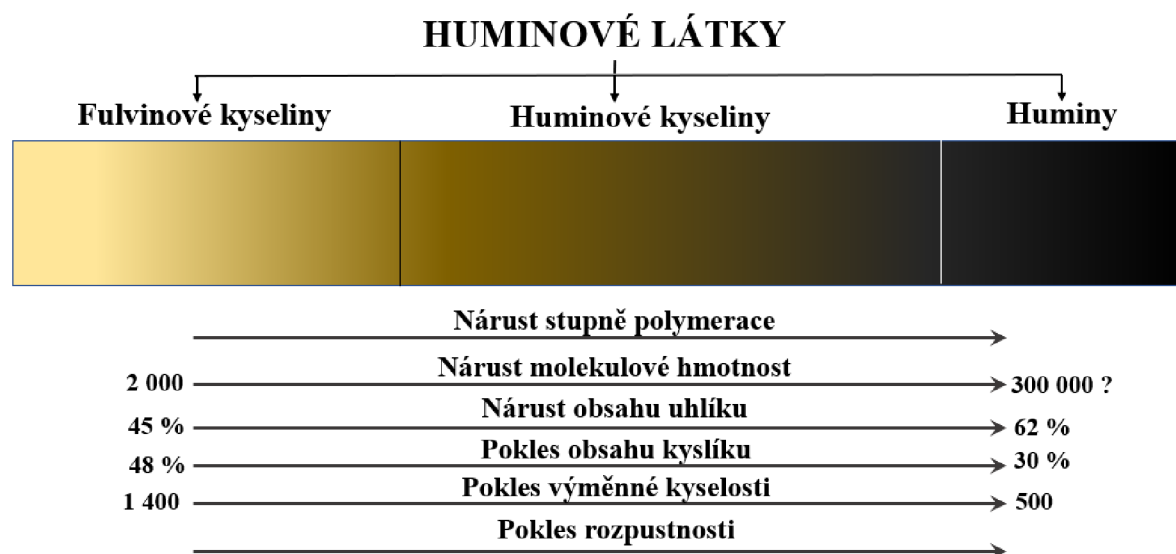 HUMINOVÉ LÁTKY
Fulvinové kyseliny
Huminové kyseliny
Huminy
Nárust stupně polymerace
Nárust molekulové hmotnost
2 000
300 000 ?
Nárust obsahu uhlíku
45 %
62 %
Pokles obsahu kyslíku
48 %
30 %
Pokles výměnné kyselosti
1 400
500
Pokles rozpustnosti